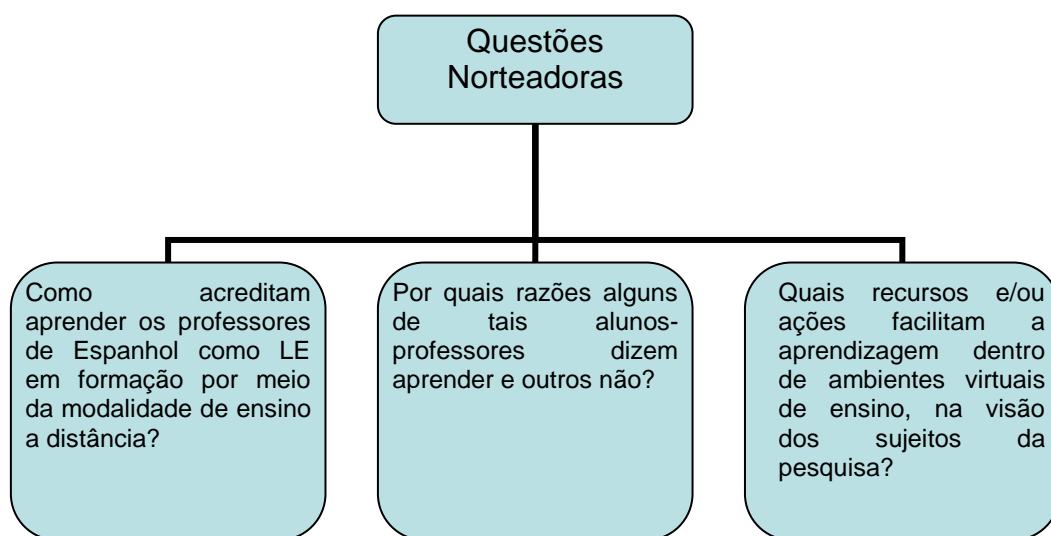 Questões
Norteadoras
Como acreditam
aprender os professores
de Espanhol como LE
em formação por meio
da modalidade de ensino
a distância?
Por quais razões alguns
de tais alunos-
professores dizem
aprender e outros não?
Quais recursos e/ou
ações facilitam a
aprendizagem dentro
de ambientes virtuais
de ensino, na visão
dos sujeitos da
pesquisa?